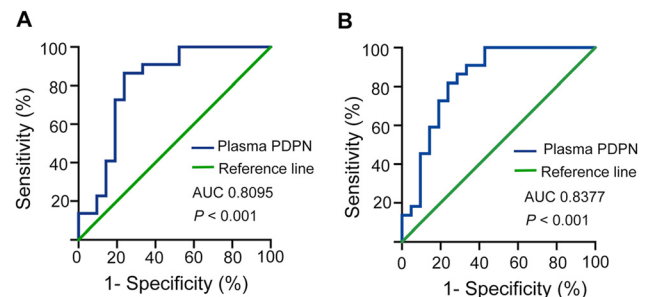 A
Sensitivity (%)
100
80
60
40
20
0 20 40 60 80 100
1- Specificity (%)
Plasma PDPN
Reference line
AUC 0.8095
P < 0.001
B
Sensitivity (%)
100
80
60
40
20
0 20 40 60 80 100
1- Specificity (%)
Plasma PDPN
Reference line
AUC 0.8377
P < 0.001